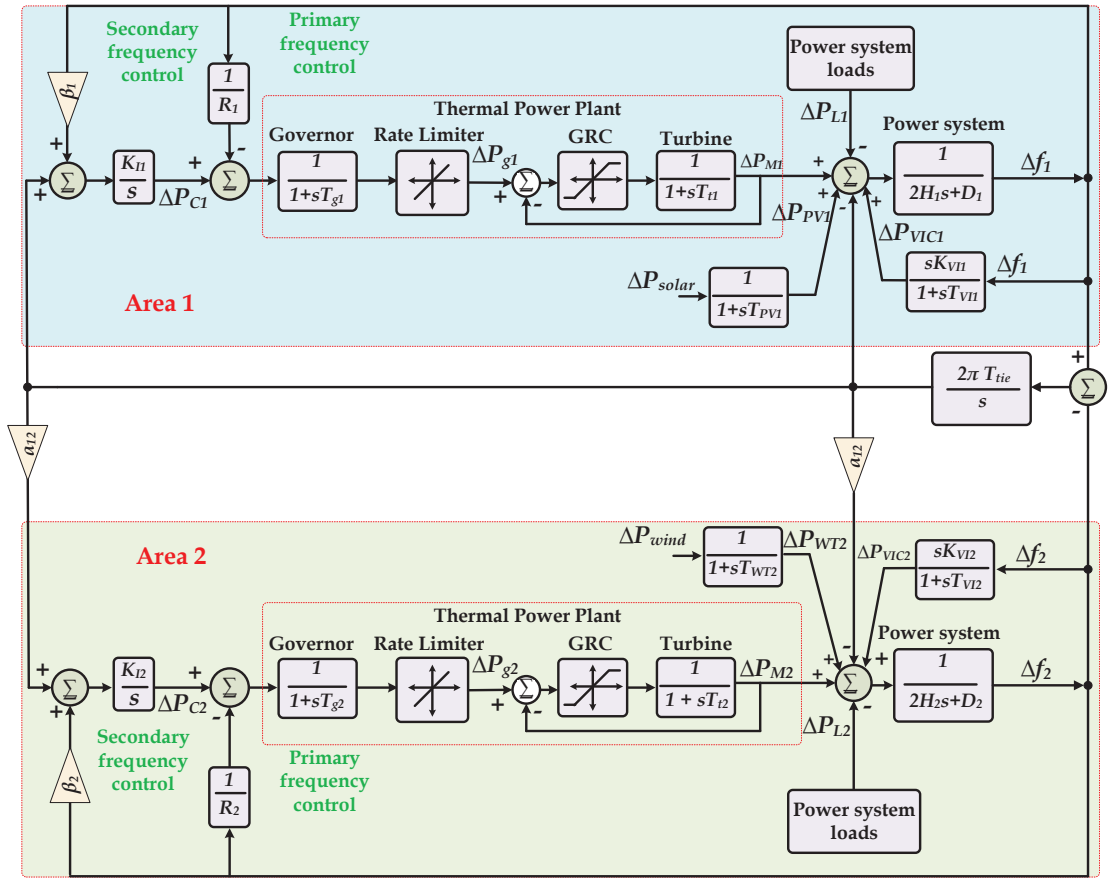 Secondary
frequency
control
Primary
frequency
control
Power system
loads
β1
1
R1
Thermal Power Plant
ΔPL1
Governor
Rate Limiter
GRC
Turbine
Power system
+
+
Σ
KI1
s
ΔPC1
+
-
Σ
1
1+sTg1
ΔPg1
+
-
Σ
1
1+sTt1
ΔPM1
+
-
+
-
+
Σ
1
2H1s+D1
Δf1
ΔPPV1
ΔPVIC1
sKVI1
1+sTVI1
Δf1
ΔPsolar
1
1+sTPV1
Area 1
2π Ttie
s
+
Σ
-
α12
α12
Area 2
ΔPwind
1
1+sTWT2
ΔPWT2
ΔPVIC2
sKVI2
1+sTVI2
Δf2
Thermal Power Plant
Governor
Rate Limiter
GRC
Turbine
Power system
+
+
Σ
KI2
s
ΔPC2
+
-
Σ
1
1+sTg2
ΔPg2
+
-
Σ
1
1 + sTt2
ΔPM2
+
+
-
+
-
Σ
1
2H2s+D2
Δf2
ΔPL2
Secondary
frequency
control
Primary
frequency
control
β2
1
R2
Power system
loads